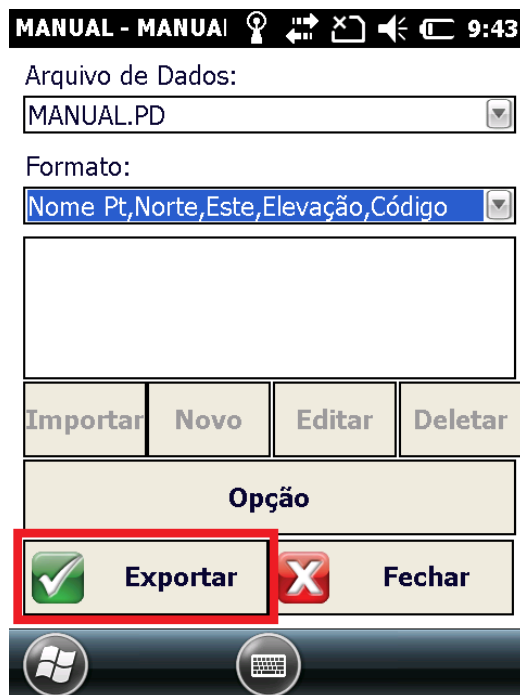 MANUAL - MANUAI 9:43
Arquivo de Dados:
MANUAL.PD
Formato:
Nome Pt,Norte,Este,Elevação,Código
Importar Novo Editar Deletar
Opção
Exportar Fechar